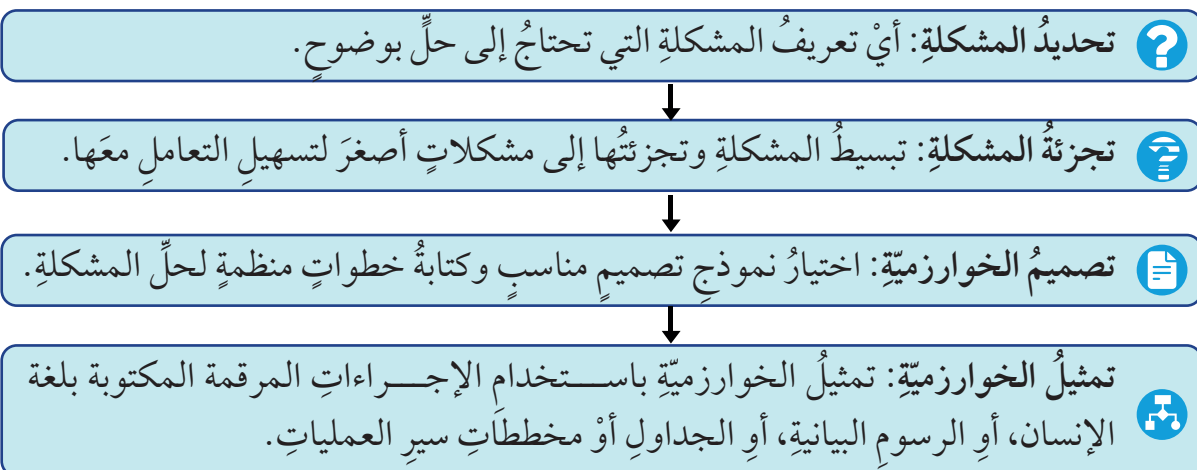 تحديدُ المشكلةِ: أيْ تعريفُ المشكلةِ التي تحتاجُ إلى حلٍّ بوضوحٍ.
تجزئةُ المشكلةِ: تبسيطُ المشكلةِ وتجزئتُها إلى مشكلاتٍ أصغرَ لتسهيلِ التعاملِ معَها.
تصميمُ الخوارزميّةِ: اختيارُ نموذجِ تصميمٍ مناسبٍ وكتابةُ خطواتٍ منظمةٍ لحلِّ المشكلةِ.
تمثيلُ الخوارزميّةِ: تمثيلُ الخوارزميّةِ باستخدامِ الإجراءاتِ المرقمة المكتوبة بلغة
الإنسان، أوِ الرسومِ البيانيةِ، أوِ الجداولِ أوْ مخططاتِ سيرِ العملياتِ.